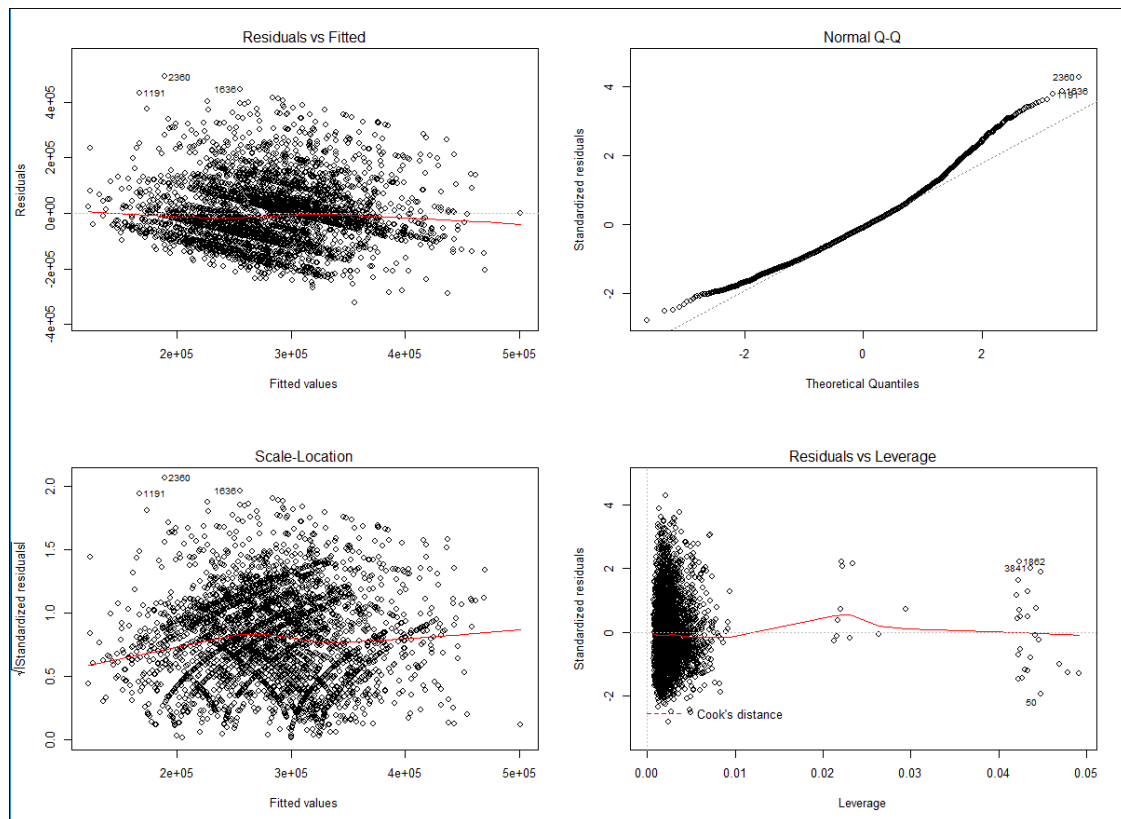 Residuals vs Fitted
2360
1191
1636
Residuals
4e+05
2e+05
0e+00
-2e+05
-4e+05
2e+05 3e+05 4e+05 5e+05
Fitted values
Normal Q-Q
2360
1636
1191
Standardized residuals
4
2
0
-2
-2 0 2
Theoretical Quantiles
Scale-Location
2360
1191
1636
√|Standardized residuals|
2.0
1.5
1.0
0.5
0.0
2e+05 3e+05 4e+05 5e+05
Fitted values
Residuals vs Leverage
1862
3841
50
Cook's distance
Standardized residuals
4
2
0
-2
0.00 0.01 0.02 0.03 0.04 0.05
Leverage